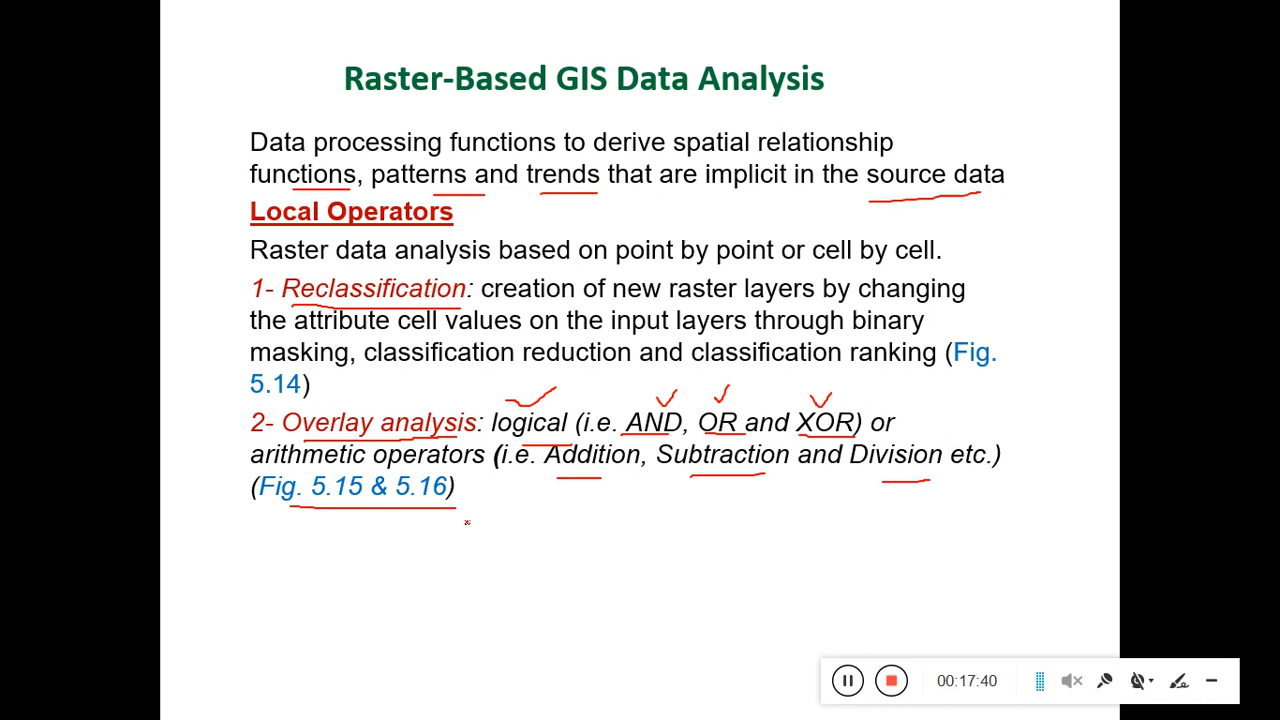 Raster-Based GIS Data Analysis
Data processing functions to derive spatial relationship
functions, patterns and trends that are implicit in the source data
Local Operators
Raster data analysis based on point by point or cell by cell.
1- Reclassification: creation of new raster layers by changing
the attribute cell values on the input layers through binary
masking, classification reduction and classification ranking (Fig.
5.14)
2- Overlay analysis: logical (i.e. AND, OR and XOR) or
arithmetic operators (i.e. Addition, Subtraction and Division etc.)
(Fig. 5.15 & 5.16)
00:17:40